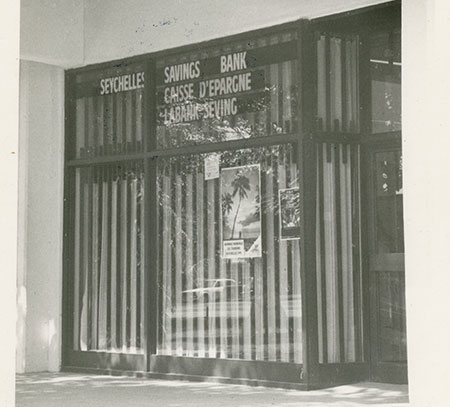 SEYCHELLES SAVINGS BANK
CAISSE D'EPARGNE
LABANK SEVING